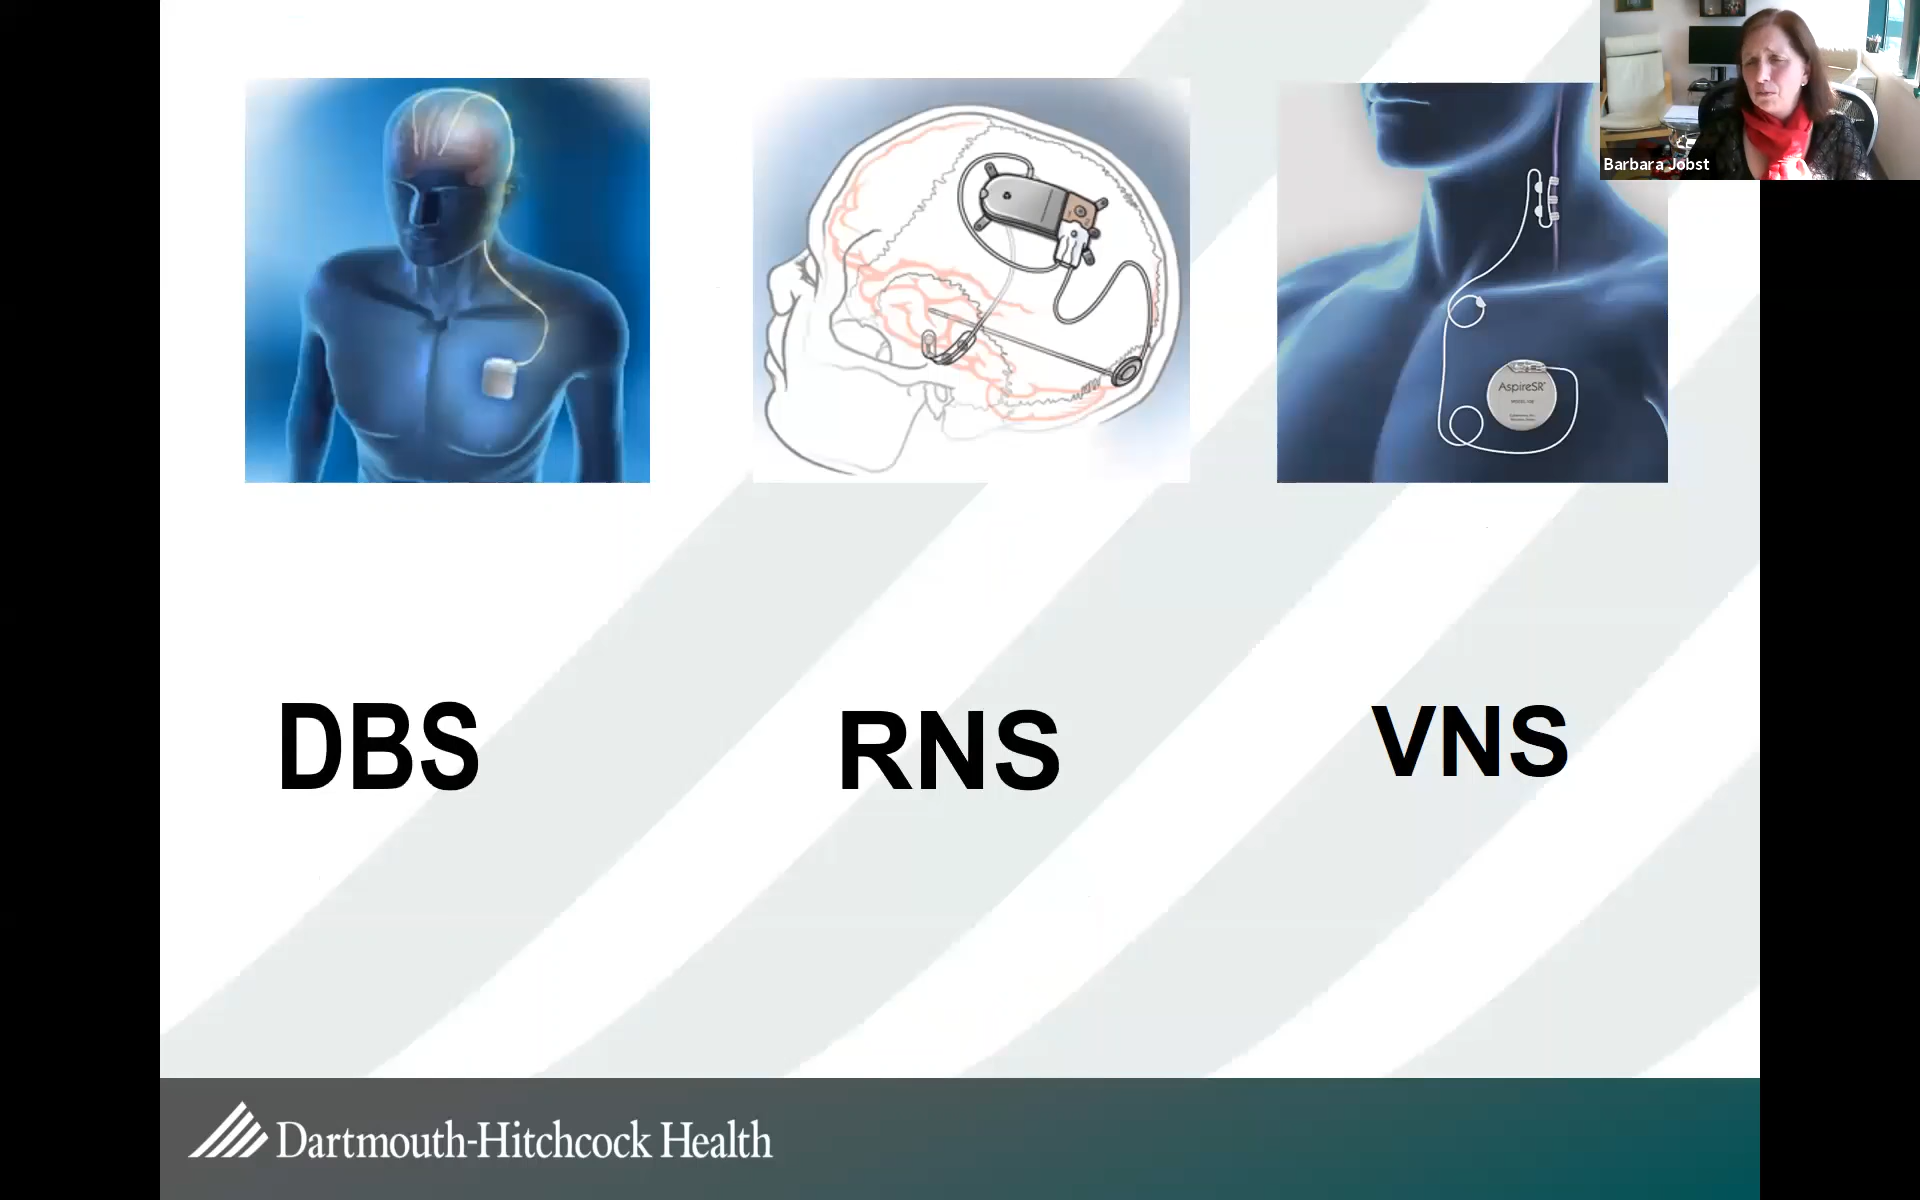 Barbara Jobst
AspireSR
DBS
RNS
VNS
Dartmouth-Hitchcock Health